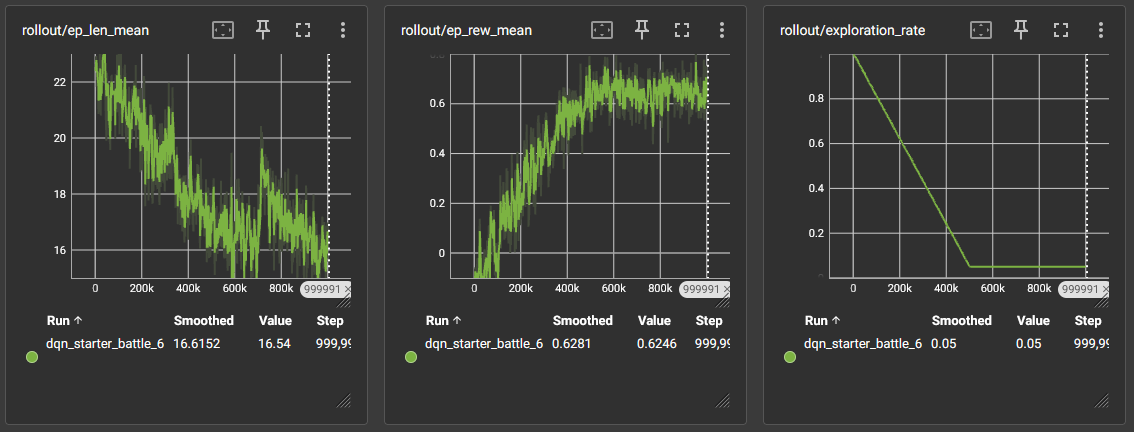 rollout/ep_len_mean
22
20
18
16
0 200k 400k 600k 800k 999991 ×
Run ↑ Smoothed Value Step
dqn_starter_battle_6 16.6152 16.54 999,99
rollout/ep_rew_mean
0.6
0.4
0.2
0
0 200k 400k 600k 800k 999991 ×
Run ↑ Smoothed Value Step
dqn_starter_battle_6 0.6281 0.6246 999,99
rollout/exploration_rate
0.8
0.6
0.4
0.2
0 200k 400k 600k 800k 999991 ×
Run ↑ Smoothed Value Step
dqn_starter_battle_6 0.05 0.05 999,99